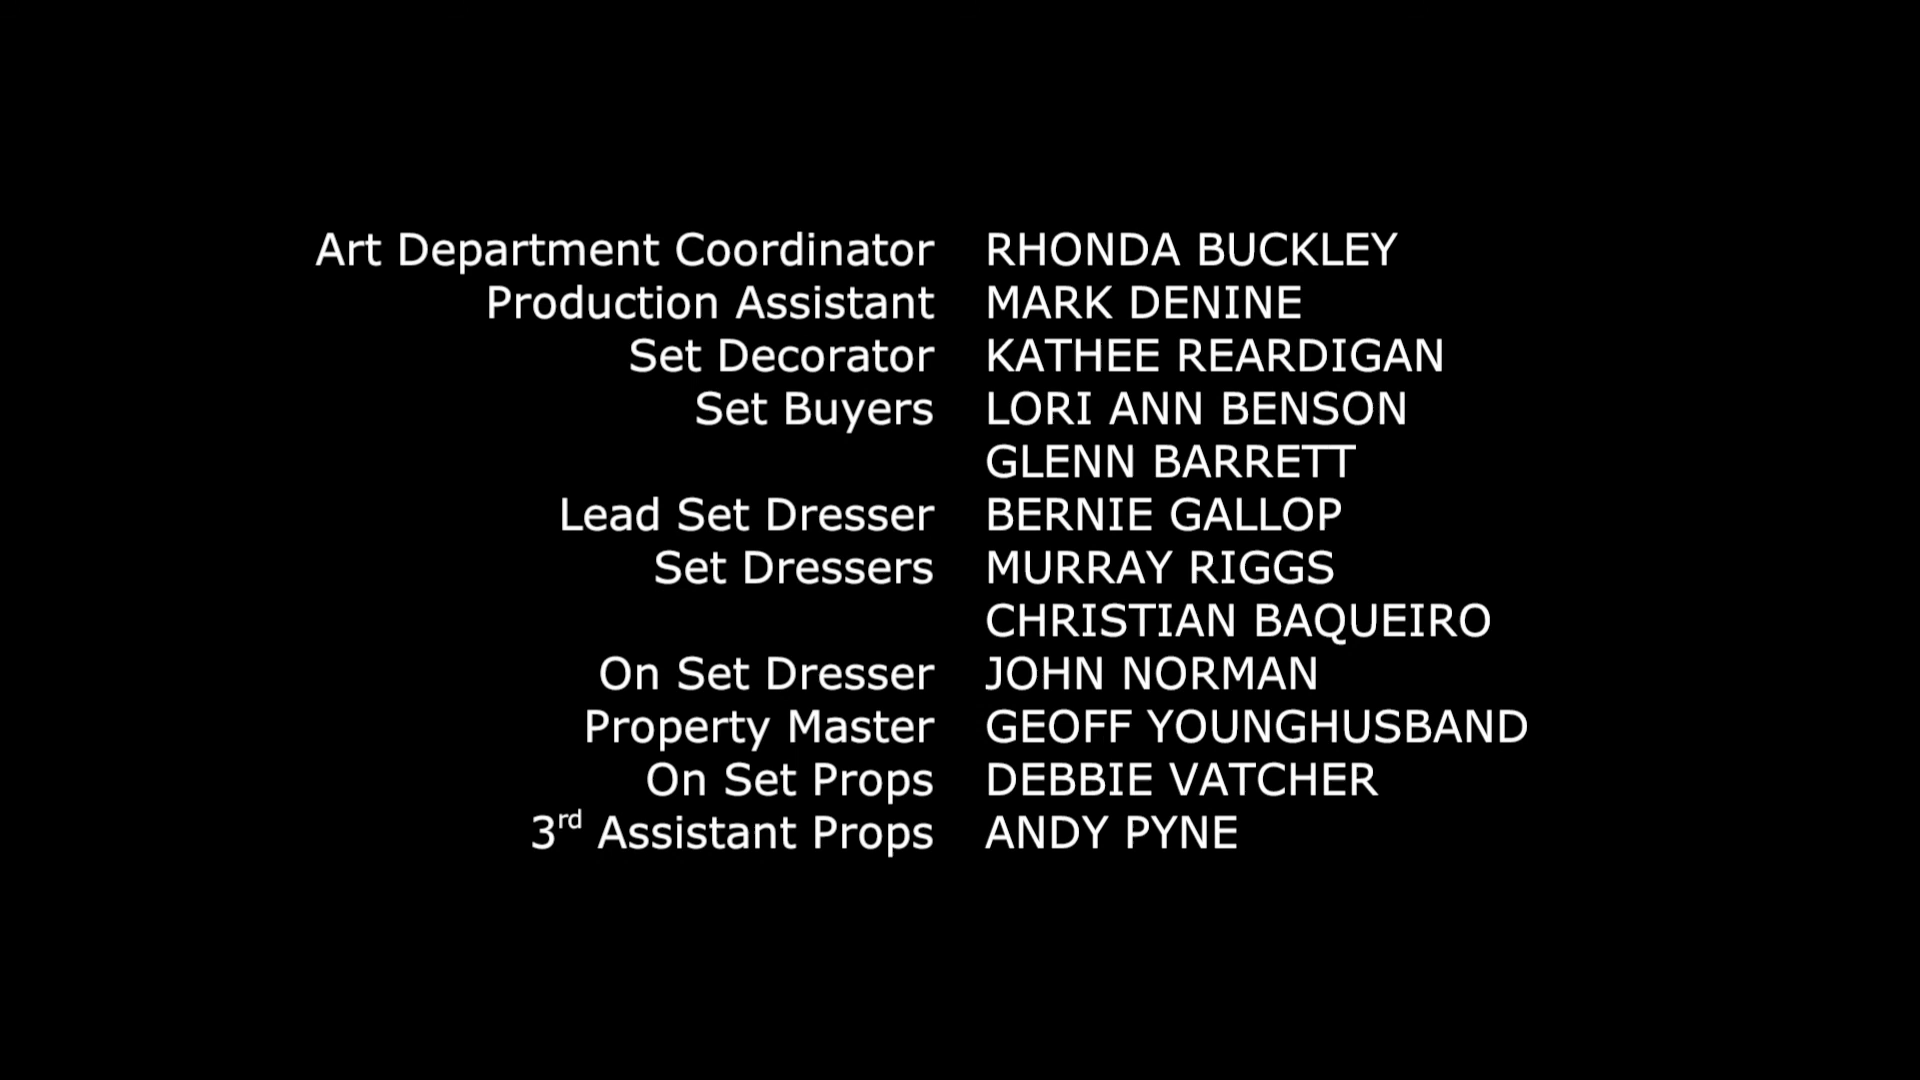 Art Department Coordinator RHONDA BUCKLEY
Production Assistant MARK DENINE
Set Decorator KATHEE REARDIGAN
Set Buyers LORI ANN BENSON
GLENN BARRETT
Lead Set Dresser BERNIE GALLOP
Set Dressers MURRAY RIGGS
CHRISTIAN BAQUEIRO
On Set Dresser JOHN NORMAN
Property Master GEOFF YOUNGHUSBAND
On Set Props DEBBIE VATCHER
3rd Assistant Props ANDY PYNE